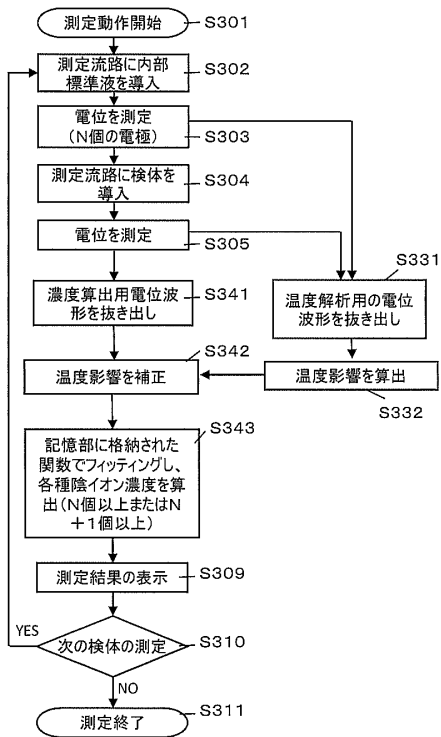 測定動作開始
S301
測定流路に内部
標準液を導入
S302
電位を測定
(N個の電極)
S303
測定流路に検体を
導入
S304
電位を測定
S305
S331
濃度算出用電位波
形を抜き出し
S341
温度解析用の電位
波形を抜き出し
S342
温度影響を補正
温度影響を算出
S332
S343
記憶部に格納された
関数でフィッティングし、
各種陰イオン濃度を算
出(N個以上またはN
+1個以上)
測定結果の表示
S309
YES
次の検体の測定
S310
NO
測定終了
S311